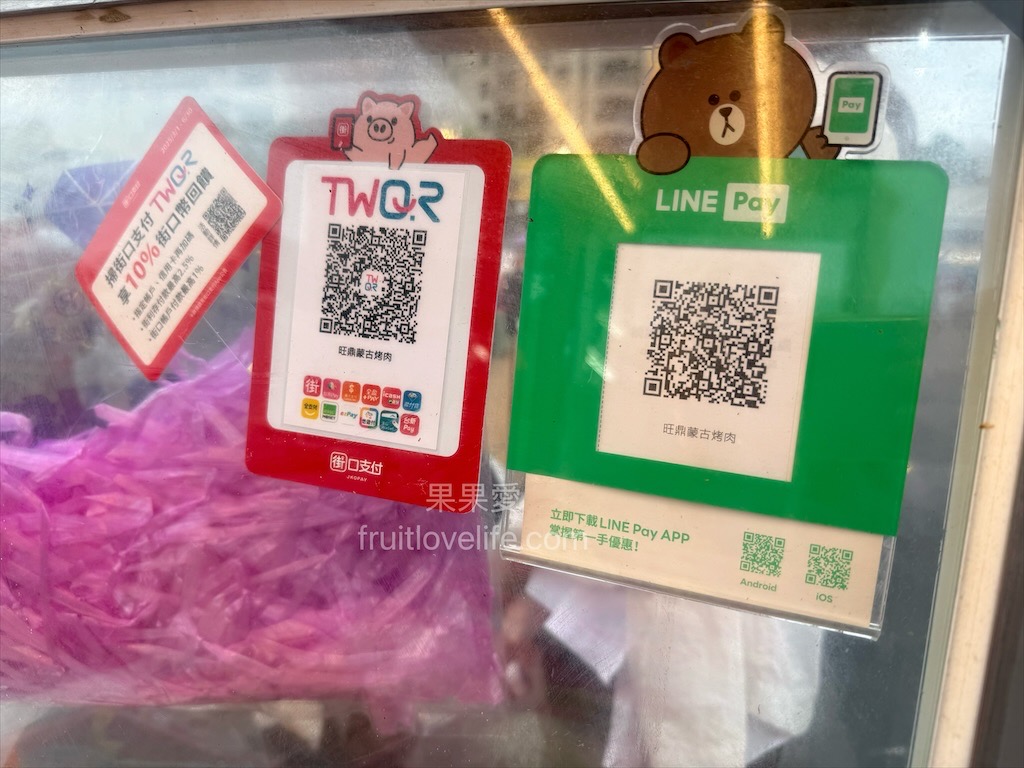 掃街口支付 TWQR
享10%街口幣回饋
TWQR
旺鼎蒙古烤肉
街口支付
JKOPAY
Pay
LINE Pay
旺鼎蒙古烤肉
立即下載 LINE Pay APP
掌握第一手優惠!
Android
iOS
果果愛
fruitlovelife.com